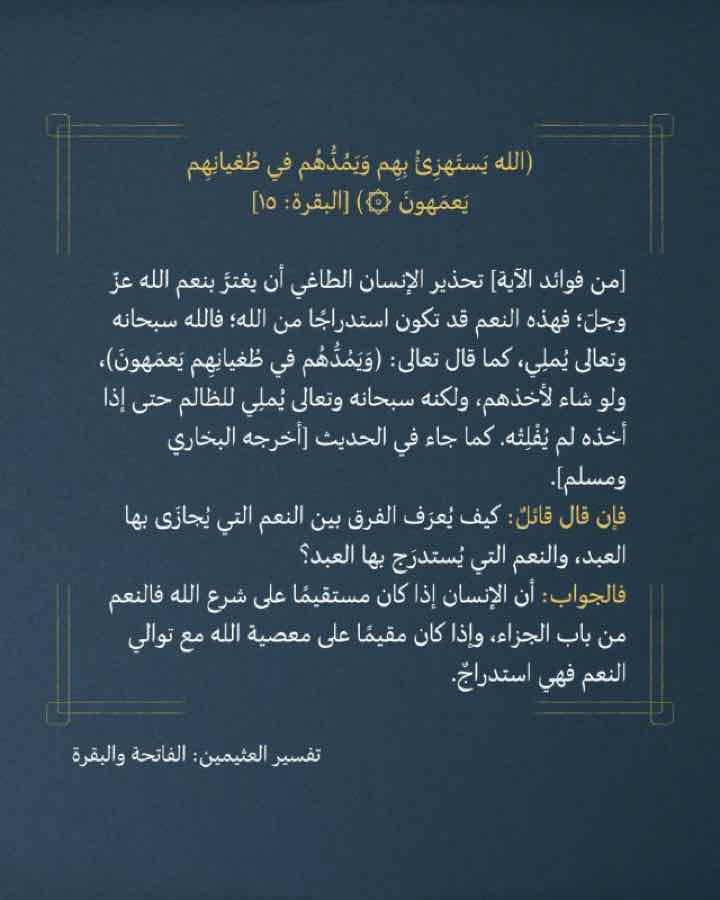 (الله يَستَهزِئُ بِهِم وَيَمُدُّهُم في طُغيانِهِم
يَعمَهونَ ۞) [البقرة: ١٥]
[من فوائد الآية] تحذير الإنسان الطاغي أن يغترَّ بنعم الله عزّ
وجلّ؛ فهذه النعم قد تكون استدراجًا من الله؛ فالله سبحانه
وتعالى يُملِي، كما قال تعالى: (وَيَمُدُّهُم في طُغيانِهِم يَعمَهونَ)،
ولو شاء لأخذهم، ولكنه سبحانه وتعالى يُملِي للظالم حتى إذا
أخذه لم يُفْلِتْه. كما جاء في الحديث [أخرجه البخاري
ومسلم].
فإن قال قائلٌ: كيف يُعرَف الفرق بين النعم التي يُجازَى بها
العبد، والنعم التي يُستدرَج بها العبد؟
فالجواب: أن الإنسان إذا كان مستقيمًا على شرع الله فالنعم
من باب الجزاء، وإذا كان مقيمًا على معصية الله مع توالي
النعم فهي استدراجٌ.
تفسير العثيمين: الفاتحة والبقرة